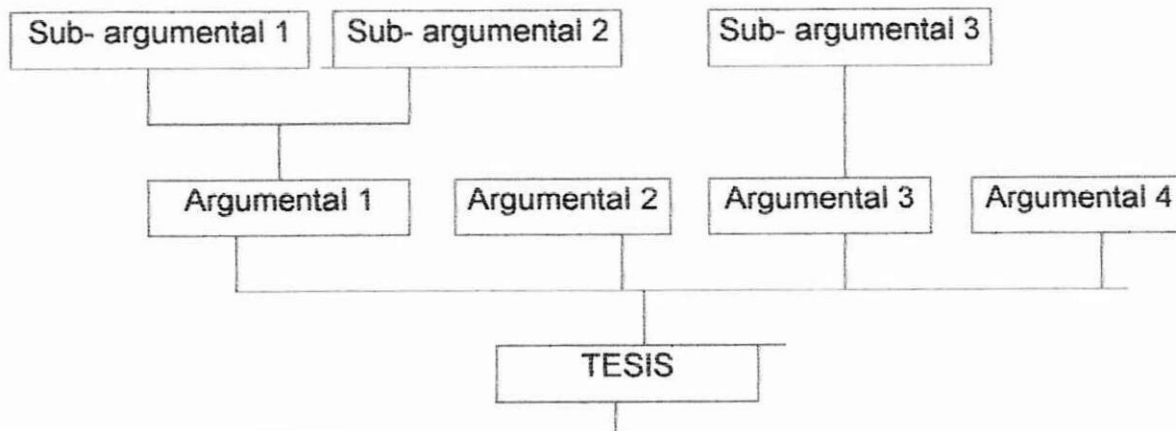 Sub- argumental 1 Sub- argumental 2 Sub- argumental 3
Argumental 1 Argumental 2 Argumental 3 Argumental 4
TESIS